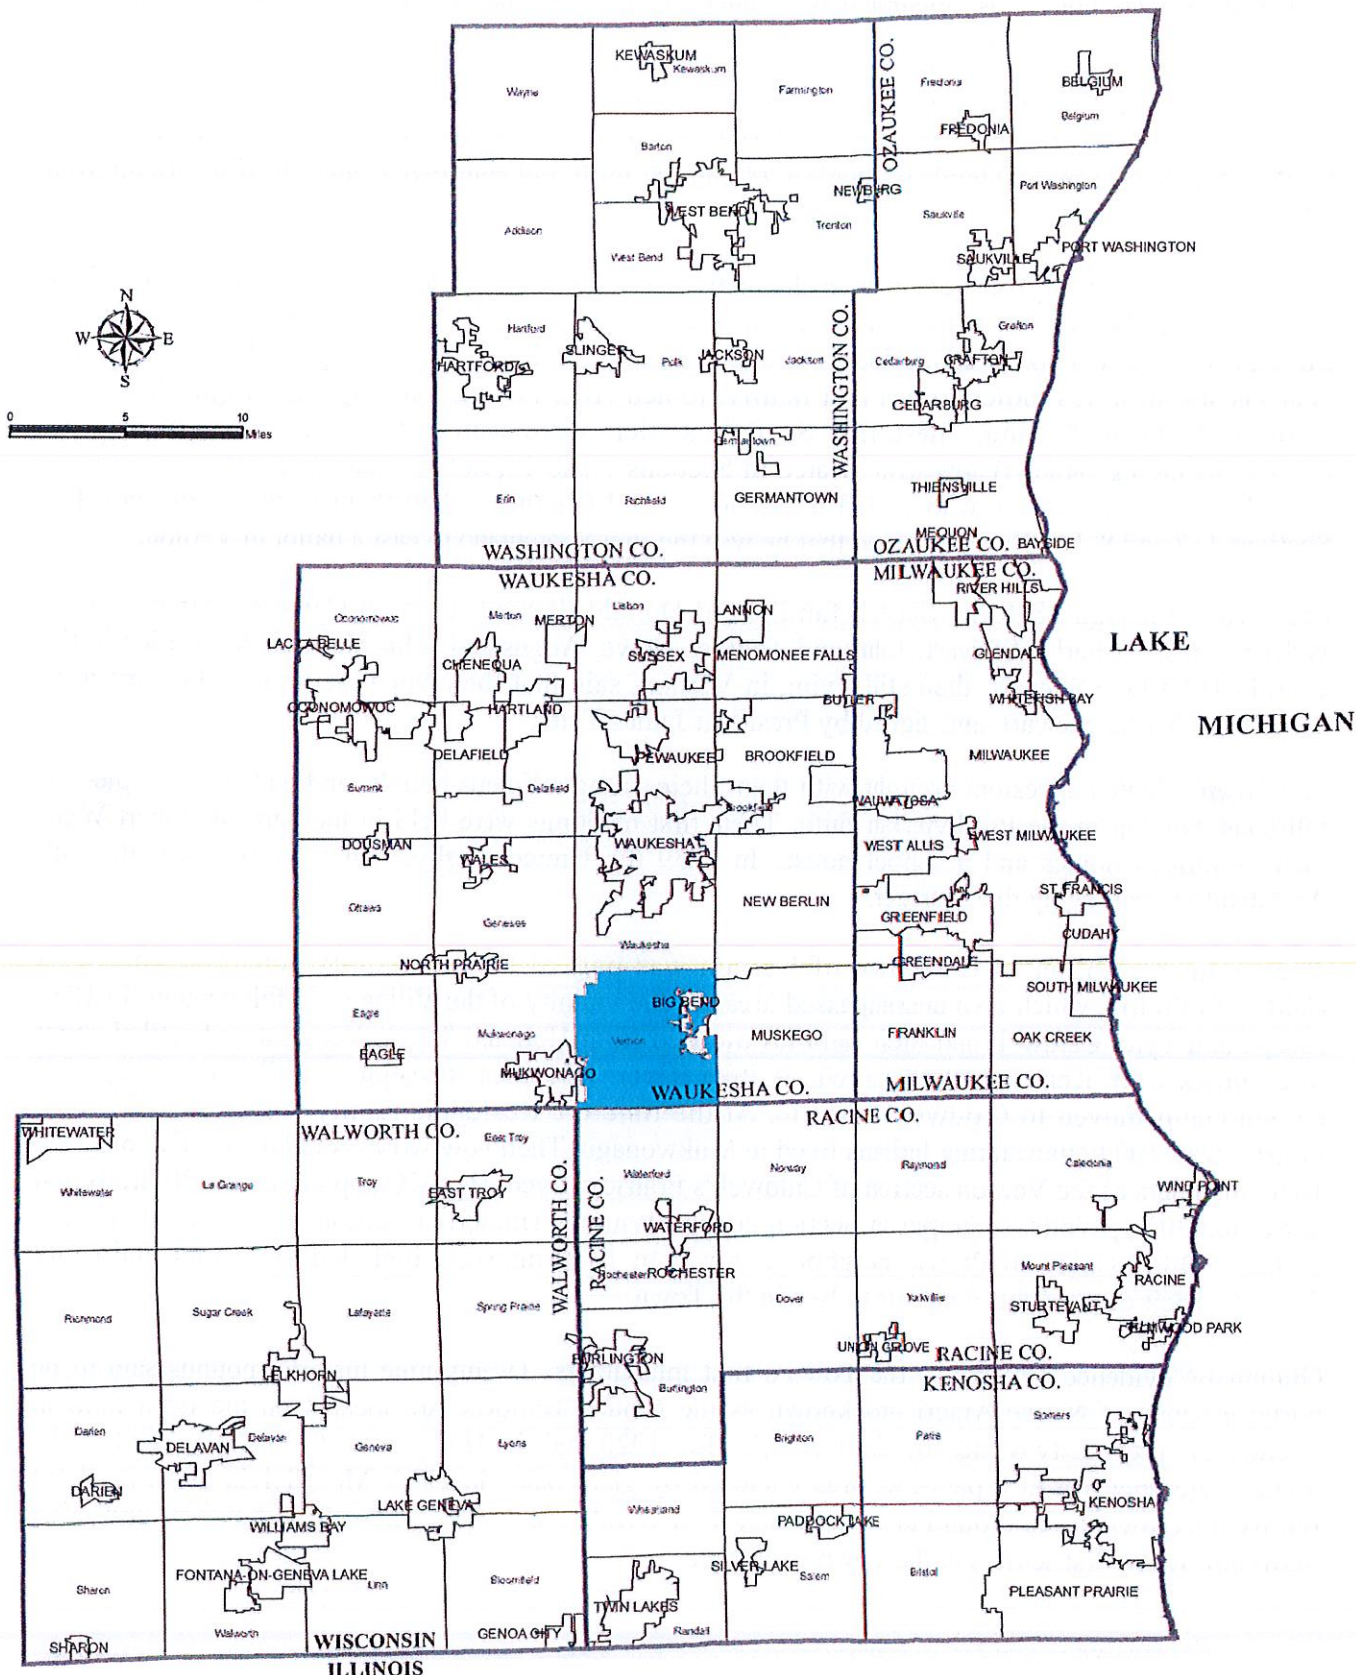 KEWASKUM
Kewaskum
Wayne
Farmington
OZAUKEE CO.
Fredonia
BELGIUM
Belgium
FREDONIA
Barton
NEWBURG
Port Washington
WEST BEND
Addison
Trenton
Saukville
West Bend
SAUKVILLE
PORT WASHINGTON
N
W E
S
0 5 10
Miles
Hartford
HARTFORD
SLINGER
Polk
JACKSON
Jackson
WASHINGTON CO.
Cedarburg
Grafton
GRAFTON
CEDARBURG
Germantown
Erin
Richfield
GERMANTOWN
THIENSVILLE
MEQUON
WASHINGTON CO.
OZAUKEE CO.
BAYSIDE
WAUKESHA CO.
MILWAUKEE CO.
RIVER HILLS
Oconomowoc
Merton
MERTON
Lisbon
LANNON
LAC LA BELLE
CHENEQUA
SUSSEX
MENOMONEE FALLS
GLENDALE
LAKE
OCONOMOWOC
HARTLAND
BUTLER
WHITEFISH BAY
MICHIGAN
DELAFIELD
PEWAUKEE
BROOKFIELD
MILWAUKEE
Summit
Delafield
Brookfield
WAUWATOSA
DOUSMAN
WALES
WAUKESHA
WEST ALLIS
WEST MILWAUKEE
Ottawa
Genesee
NEW BERLIN
ST. FRANCIS
GREENFIELD
Waukesha
CUDAHY
NORTH PRAIRIE
GREENDALE
SOUTH MILWAUKEE
Eagle
Mukwonago
BIG BEND
Vernon
MUSKEGO
FRANKLIN
OAK CREEK
EAGLE
MUKWONAGO
WAUKESHA CO.
MILWAUKEE CO.
WHITEWATER
WALWORTH CO.
RACINE CO.
East Troy
Whitewater
La Grange
Troy
EAST TROY
WALWORTH CO.
RACINE CO.
Waterford
Norway
Raymond
Caledonia
WIND POINT
WATERFORD
Rochester
ROCHESTER
Mount Pleasant
RACINE
Richmond
Sugar Creek
Lafayette
Spring Prairie
Dover
Yorkville
STURTEVANT
ELMWOOD PARK
UNION GROVE
RACINE CO.
BURLINGTON
ELKHORN
Burlington
KENOSHA CO.
Darien
DELAVAN
Delavan
Geneva
Lyons
Brighton
Paris
Somers
DARIEN
LAKE GENEVA
Wheatland
KENOSHA
WILLIAMS BAY
PADDOCK LAKE
FONTANA-ON-GENEVA LAKE
SILVER LAKE
Sharon
Linn
Bloomfield
Salem
Bristol
PLEASANT PRAIRIE
TWIN LAKES
SHARON
Walworth
GENOA CITY
Randall
WISCONSIN
ILLINOIS